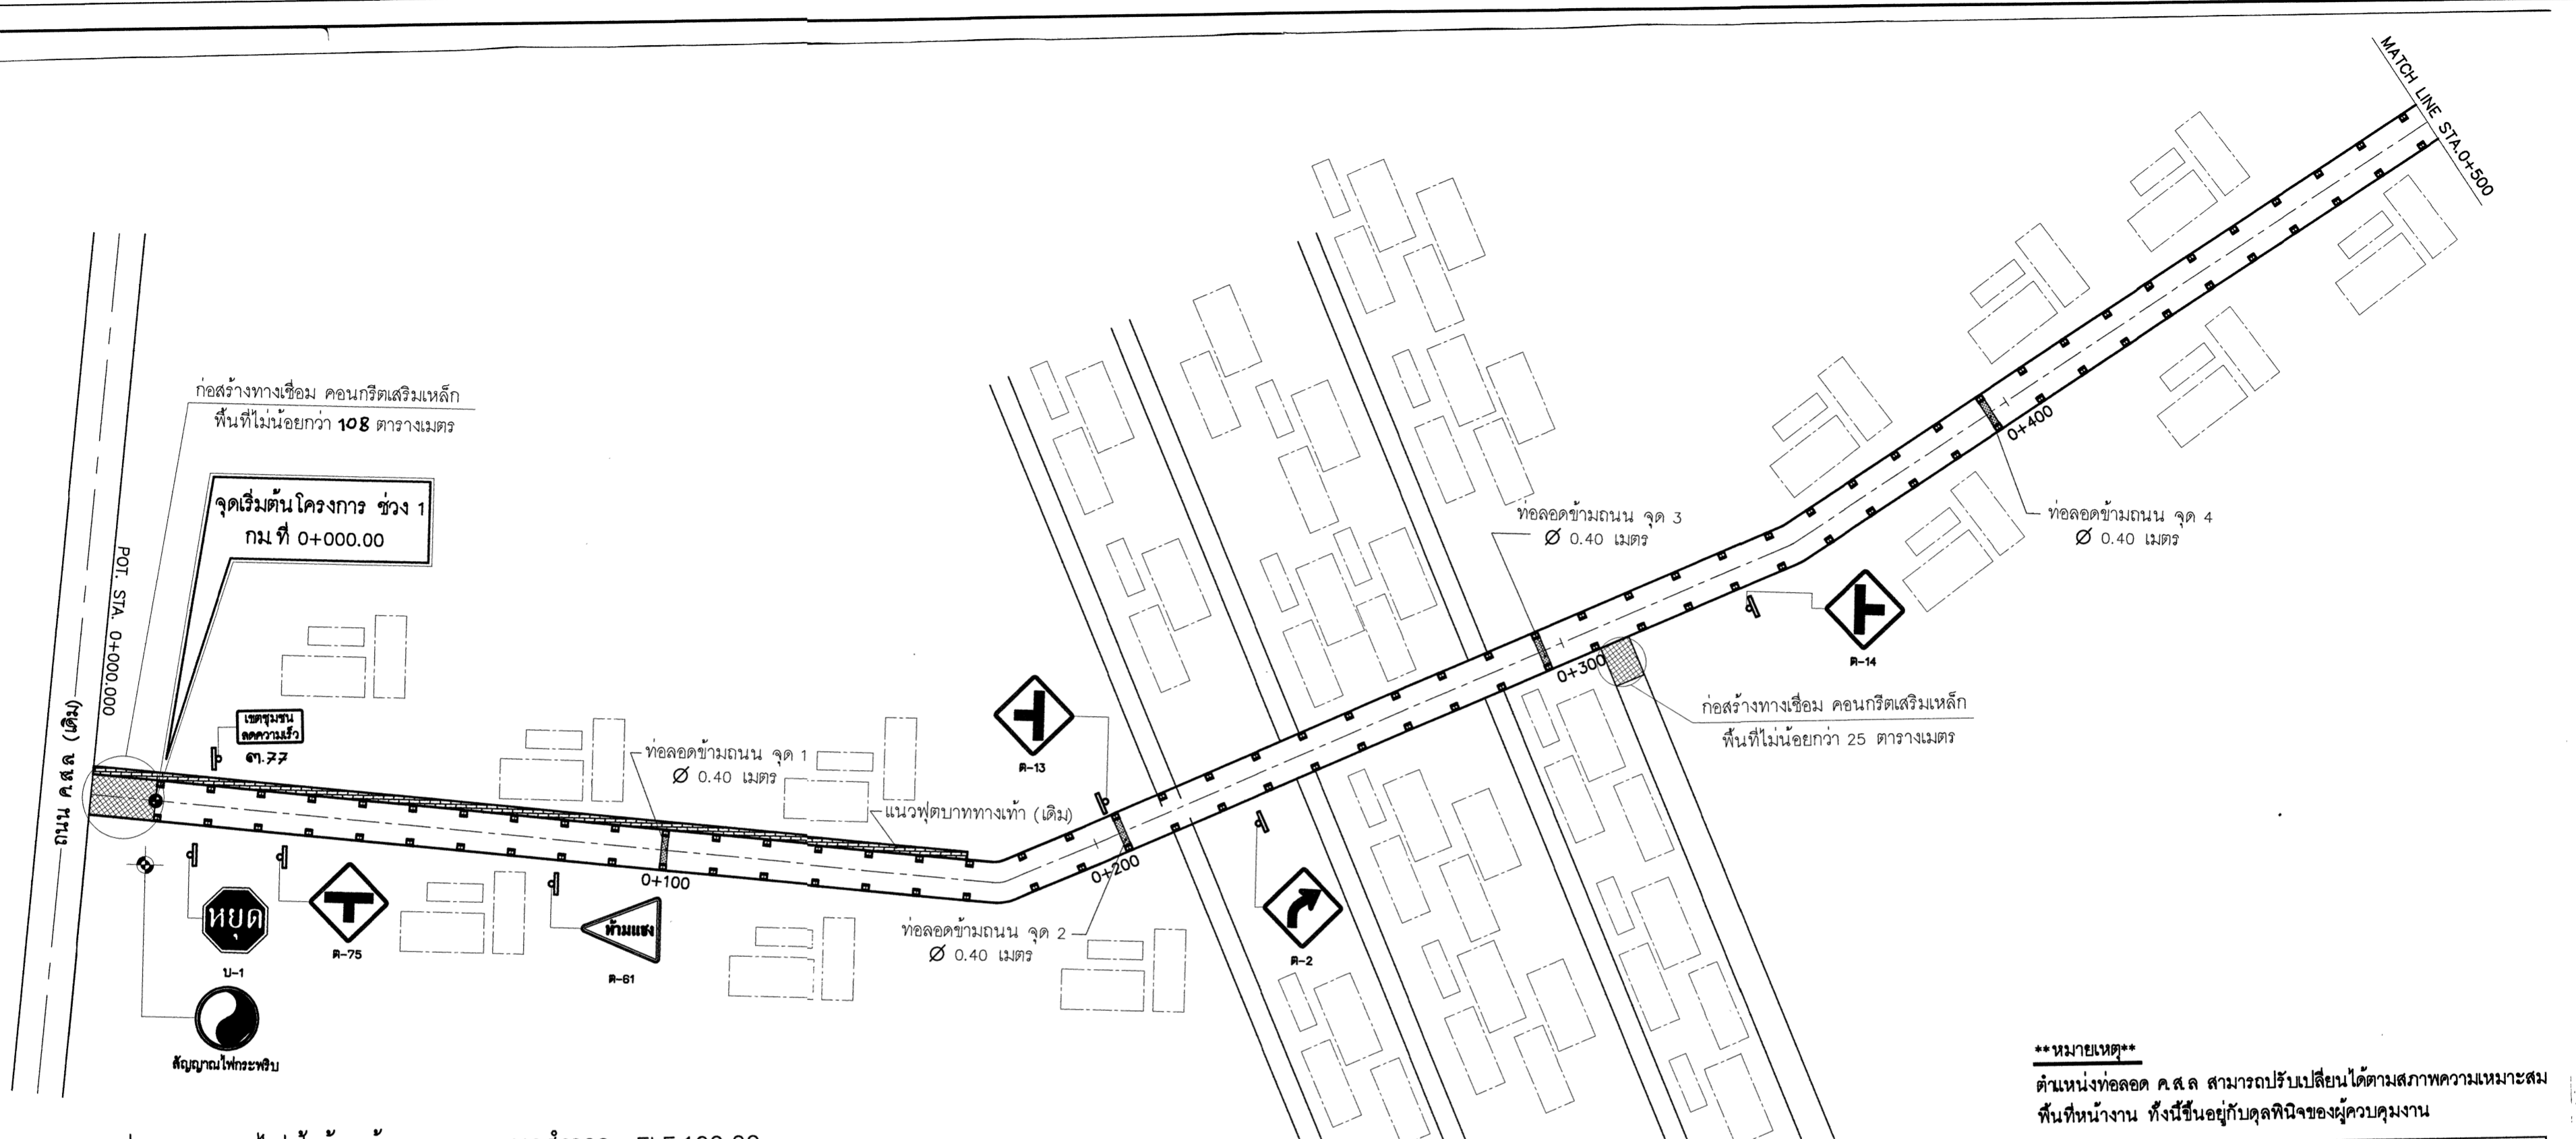 MATCH LINE STA.0+500
ก่อสร้างทางเชื่อม คอนกรีตเสริมเหล็ก
พื้นที่ไม่น้อยกว่า 108 ตารางเมตร
จุดเริ่มต้นโครงการ ช่วง 1
กม.ที่ 0+000.00
POT. STA. 0+000.000
ถนน ค.ส.ล (เดิม)
เขตชุมชน
ลดความเร็ว
ต.77
ท่อลอดข้ามถนน จุด 1
Ø 0.40 เมตร
แนวฟุตบาททางเท้า (เดิม)
0+100
หยุด
บ-1
ต-75
ห้ามแซง
ต-61
สัญญาณไฟกระพริบ
ต-13
0+200
ท่อลอดข้ามถนน จุด 2
Ø 0.40 เมตร
ต-2
ท่อลอดข้ามถนน จุด 3
Ø 0.40 เมตร
0+300
ก่อสร้างทางเชื่อม คอนกรีตเสริมเหล็ก
พื้นที่ไม่น้อยกว่า 25 ตารางเมตร
ต-14
0+400
ท่อลอดข้ามถนน จุด 4
Ø 0.40 เมตร
**หมายเหตุ**
ตำแหน่งท่อลอด ค.ส.ล สามารถปรับเปลี่ยนได้ตามสภาพความเหมาะสม
พื้นที่หน้างาน ทั้งนี้ขึ้นอยู่กับดุลพินิจของผู้ควบคุมงาน